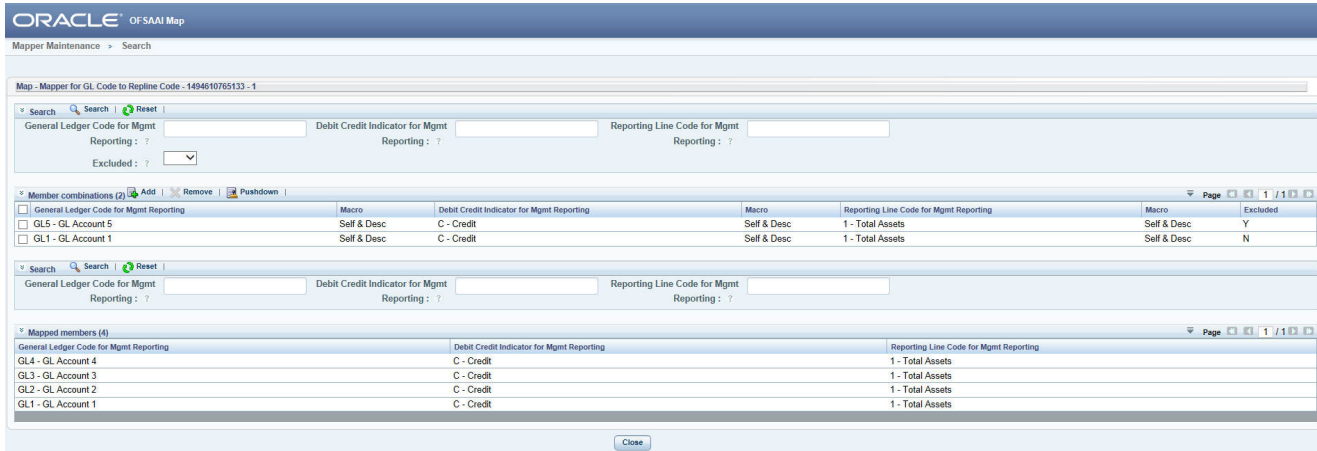 ORACLE® OFSAAI Map
Mapper Maintenance > Search
Map - Mapper for GL Code to Repline Code - 1494610765133 - 1
Search Search | Reset |
General Ledger Code for Mgmt Reporting : ? Debit Credit Indicator for Mgmt Reporting : ? Reporting Line Code for Mgmt Reporting : ?
Excluded : ?
Member combinations (2) Add | Remove | Pushdown | Page 1 / 1
General Ledger Code for Mgmt Reporting Macro Debit Credit Indicator for Mgmt Reporting Macro Reporting Line Code for Mgmt Reporting Macro Excluded
GL5 - GL Account 5 Self & Desc C - Credit Self & Desc 1 - Total Assets Self & Desc Y
GL1 - GL Account 1 Self & Desc C - Credit Self & Desc 1 - Total Assets Self & Desc N
Search Search | Reset |
General Ledger Code for Mgmt Reporting : ? Debit Credit Indicator for Mgmt Reporting : ? Reporting Line Code for Mgmt Reporting : ?
Mapped members (4) Page 1 / 1
General Ledger Code for Mgmt Reporting Debit Credit Indicator for Mgmt Reporting Reporting Line Code for Mgmt Reporting
GL4 - GL Account 4 C - Credit 1 - Total Assets
GL3 - GL Account 3 C - Credit 1 - Total Assets
GL2 - GL Account 2 C - Credit 1 - Total Assets
GL1 - GL Account 1 C - Credit 1 - Total Assets
Close